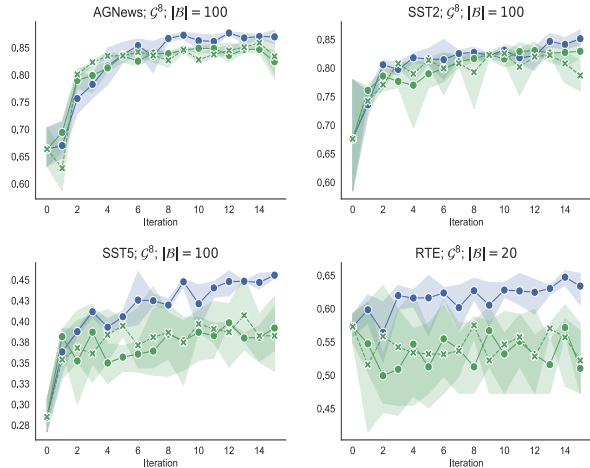 AGNews; 𝒢⁸; |ℬ| = 100
0.85
0.80
0.75
0.70
0.65
0.60
0 2 4 6 8 10 12 14
Iteration
SST2; 𝒢⁸; |ℬ| = 100
0,85
0,80
0,75
0,70
0,65
0,60
0 2 4 6 8 10 12 14
Iteration
SST5; 𝒢⁸; |ℬ| = 100
0.45
0.43
0.40
0.38
0.35
0.33
0.30
0.28
0 2 4 6 8 10 12 14
Iteration
RTE; 𝒢⁸; |ℬ| = 20
0,65
0,60
0,55
0,50
0,45
0 2 4 6 8 10 12 14
Iteration